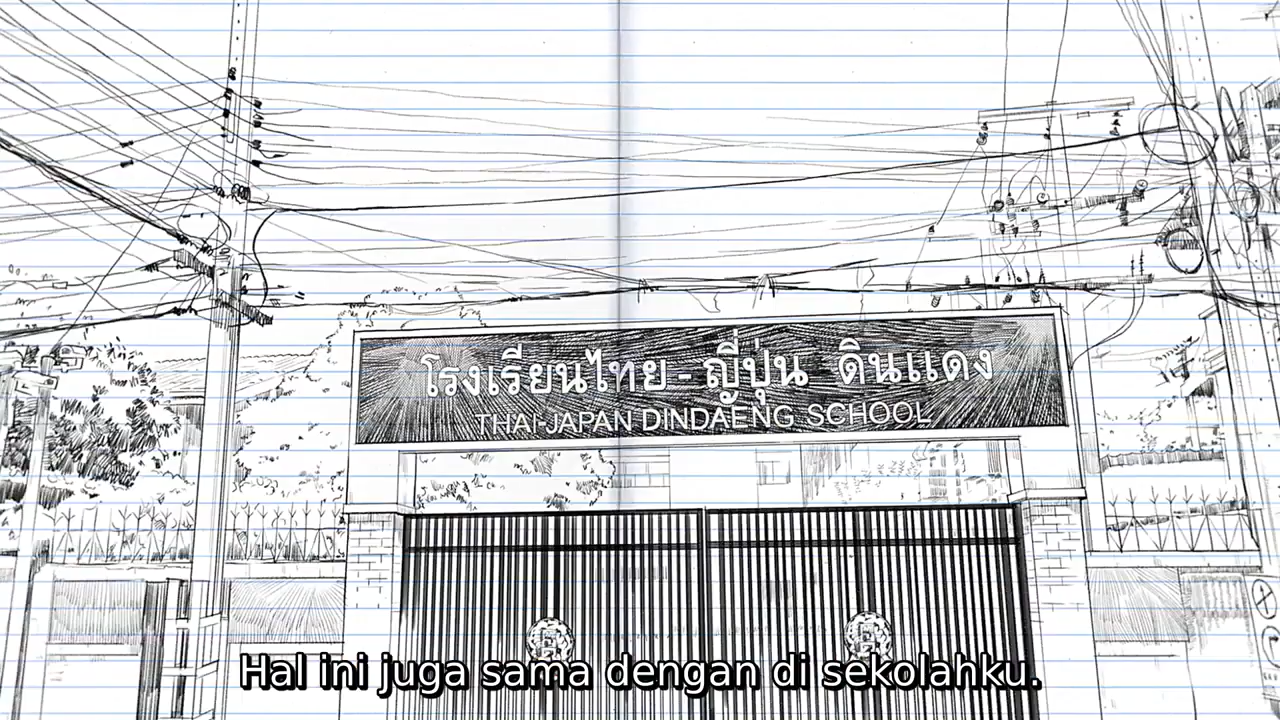 โรงเรียนไทย-ญี่ปุ่น ดินแดง
THAI-JAPAN DINDAENG SCHOOL
Hal ini juga sama dengan di sekolahku.